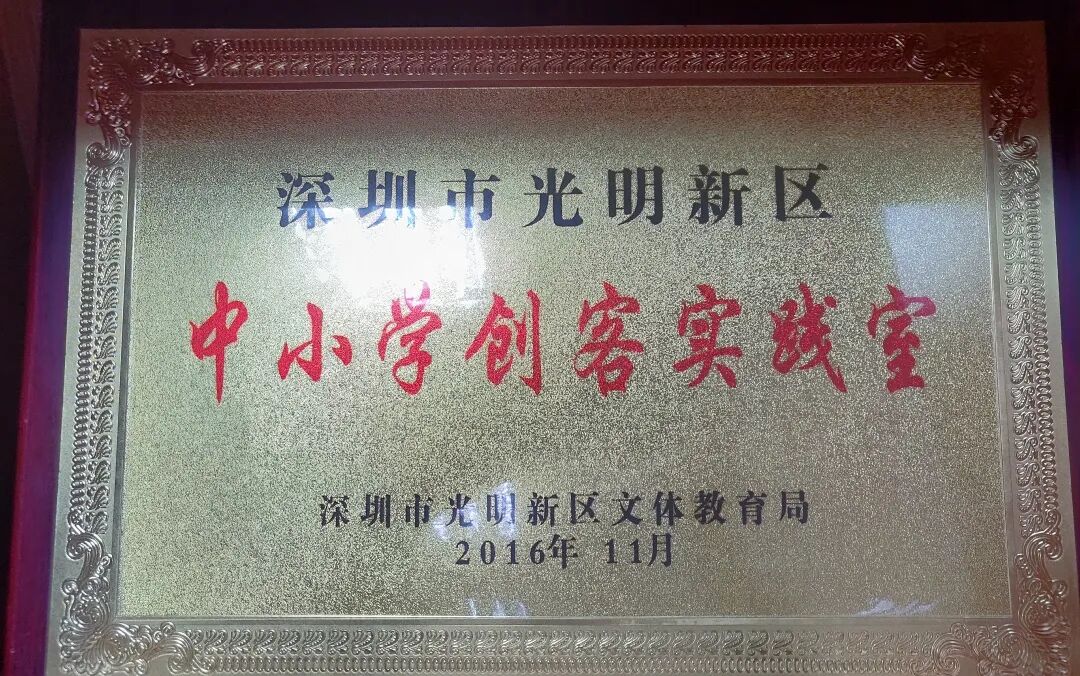 深圳市光明新区
中小学创客实践室
深圳市光明新区文体教育局
2016年 11月